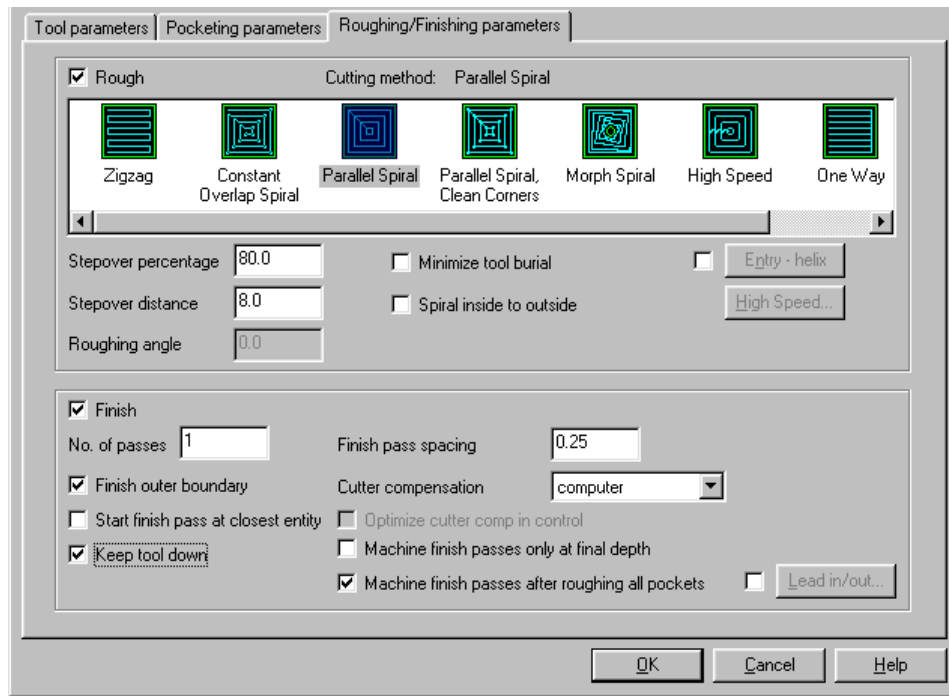 Tool parameters Pocketing parameters Roughing/Finishing parameters
Rough Cutting method: Parallel Spiral
Zigzag Constant Overlap Spiral Parallel Spiral Parallel Spiral, Clean Corners Morph Spiral High Speed One Way
Stepover percentage 80.0 Minimize tool burial Entry - helix
Stepover distance 8.0 Spiral inside to outside High Speed...
Roughing angle 0.0
Finish
No. of passes 1 Finish pass spacing 0.25
Finish outer boundary Cutter compensation computer
Start finish pass at closest entity Optimize cutter comp in control
Keep tool down Machine finish passes only at final depth
Machine finish passes after roughing all pockets Lead in/out...
OK Cancel Help